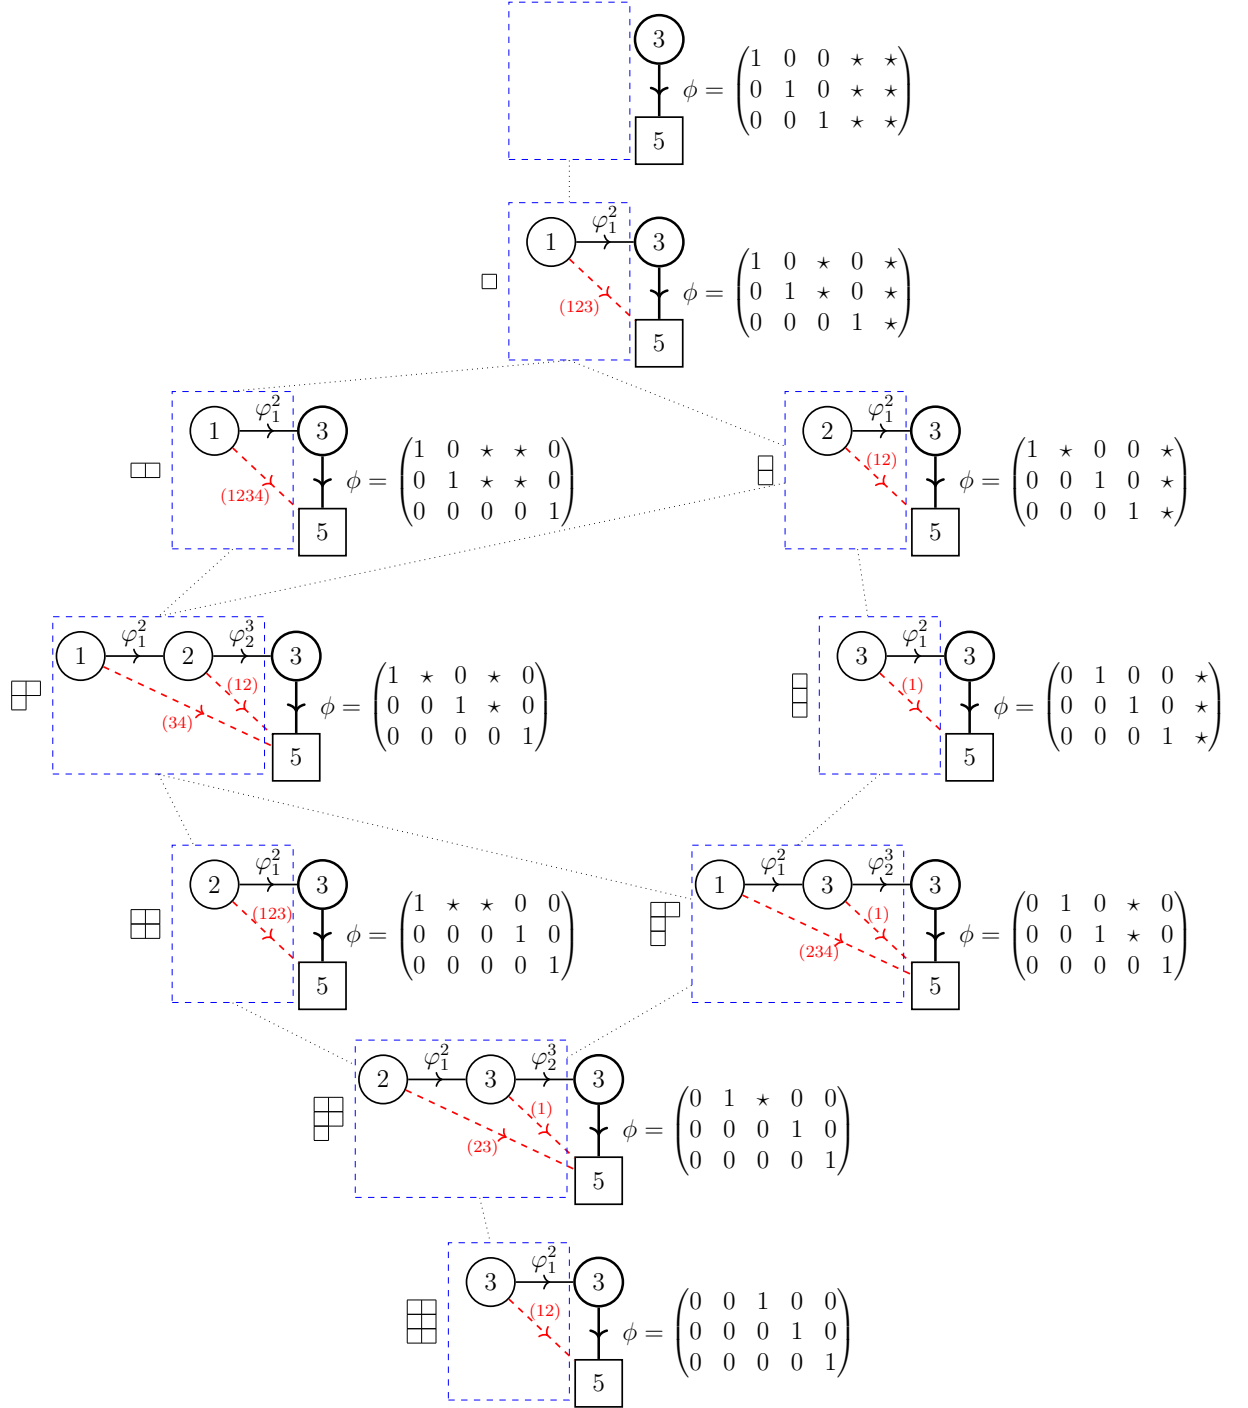 3
5
ϕ = (1 0 0 ⋆ ⋆
0 1 0 ⋆ ⋆
0 0 1 ⋆ ⋆)
1 φ₁² 3
(123)
5
ϕ = (1 0 ⋆ 0 ⋆
0 1 ⋆ 0 ⋆
0 0 0 1 ⋆)
1 φ₁² 3
(1234)
5
ϕ = (1 0 ⋆ ⋆ 0
0 1 ⋆ ⋆ 0
0 0 0 0 1)
2 φ₁² 3
(12)
5
ϕ = (1 ⋆ 0 0 ⋆
0 0 1 0 ⋆
0 0 0 1 ⋆)
1 φ₁² 2 φ₂³ 3
(12)
(34)
5
ϕ = (1 ⋆ 0 ⋆ 0
0 0 1 ⋆ 0
0 0 0 0 1)
3 φ₁² 3
(1)
5
ϕ = (0 1 0 0 ⋆
0 0 1 0 ⋆
0 0 0 1 ⋆)
2 φ₁² 3
(123)
5
ϕ = (1 ⋆ ⋆ 0 0
0 0 0 1 0
0 0 0 0 1)
1 φ₁² 3 φ₂³ 3
(1)
(234)
5
ϕ = (0 1 0 ⋆ 0
0 0 1 ⋆ 0
0 0 0 0 1)
2 φ₁² 3 φ₂³ 3
(1)
(23)
5
ϕ = (0 1 ⋆ 0 0
0 0 0 1 0
0 0 0 0 1)
3 φ₁² 3
(12)
5
ϕ = (0 0 1 0 0
0 0 0 1 0
0 0 0 0 1)